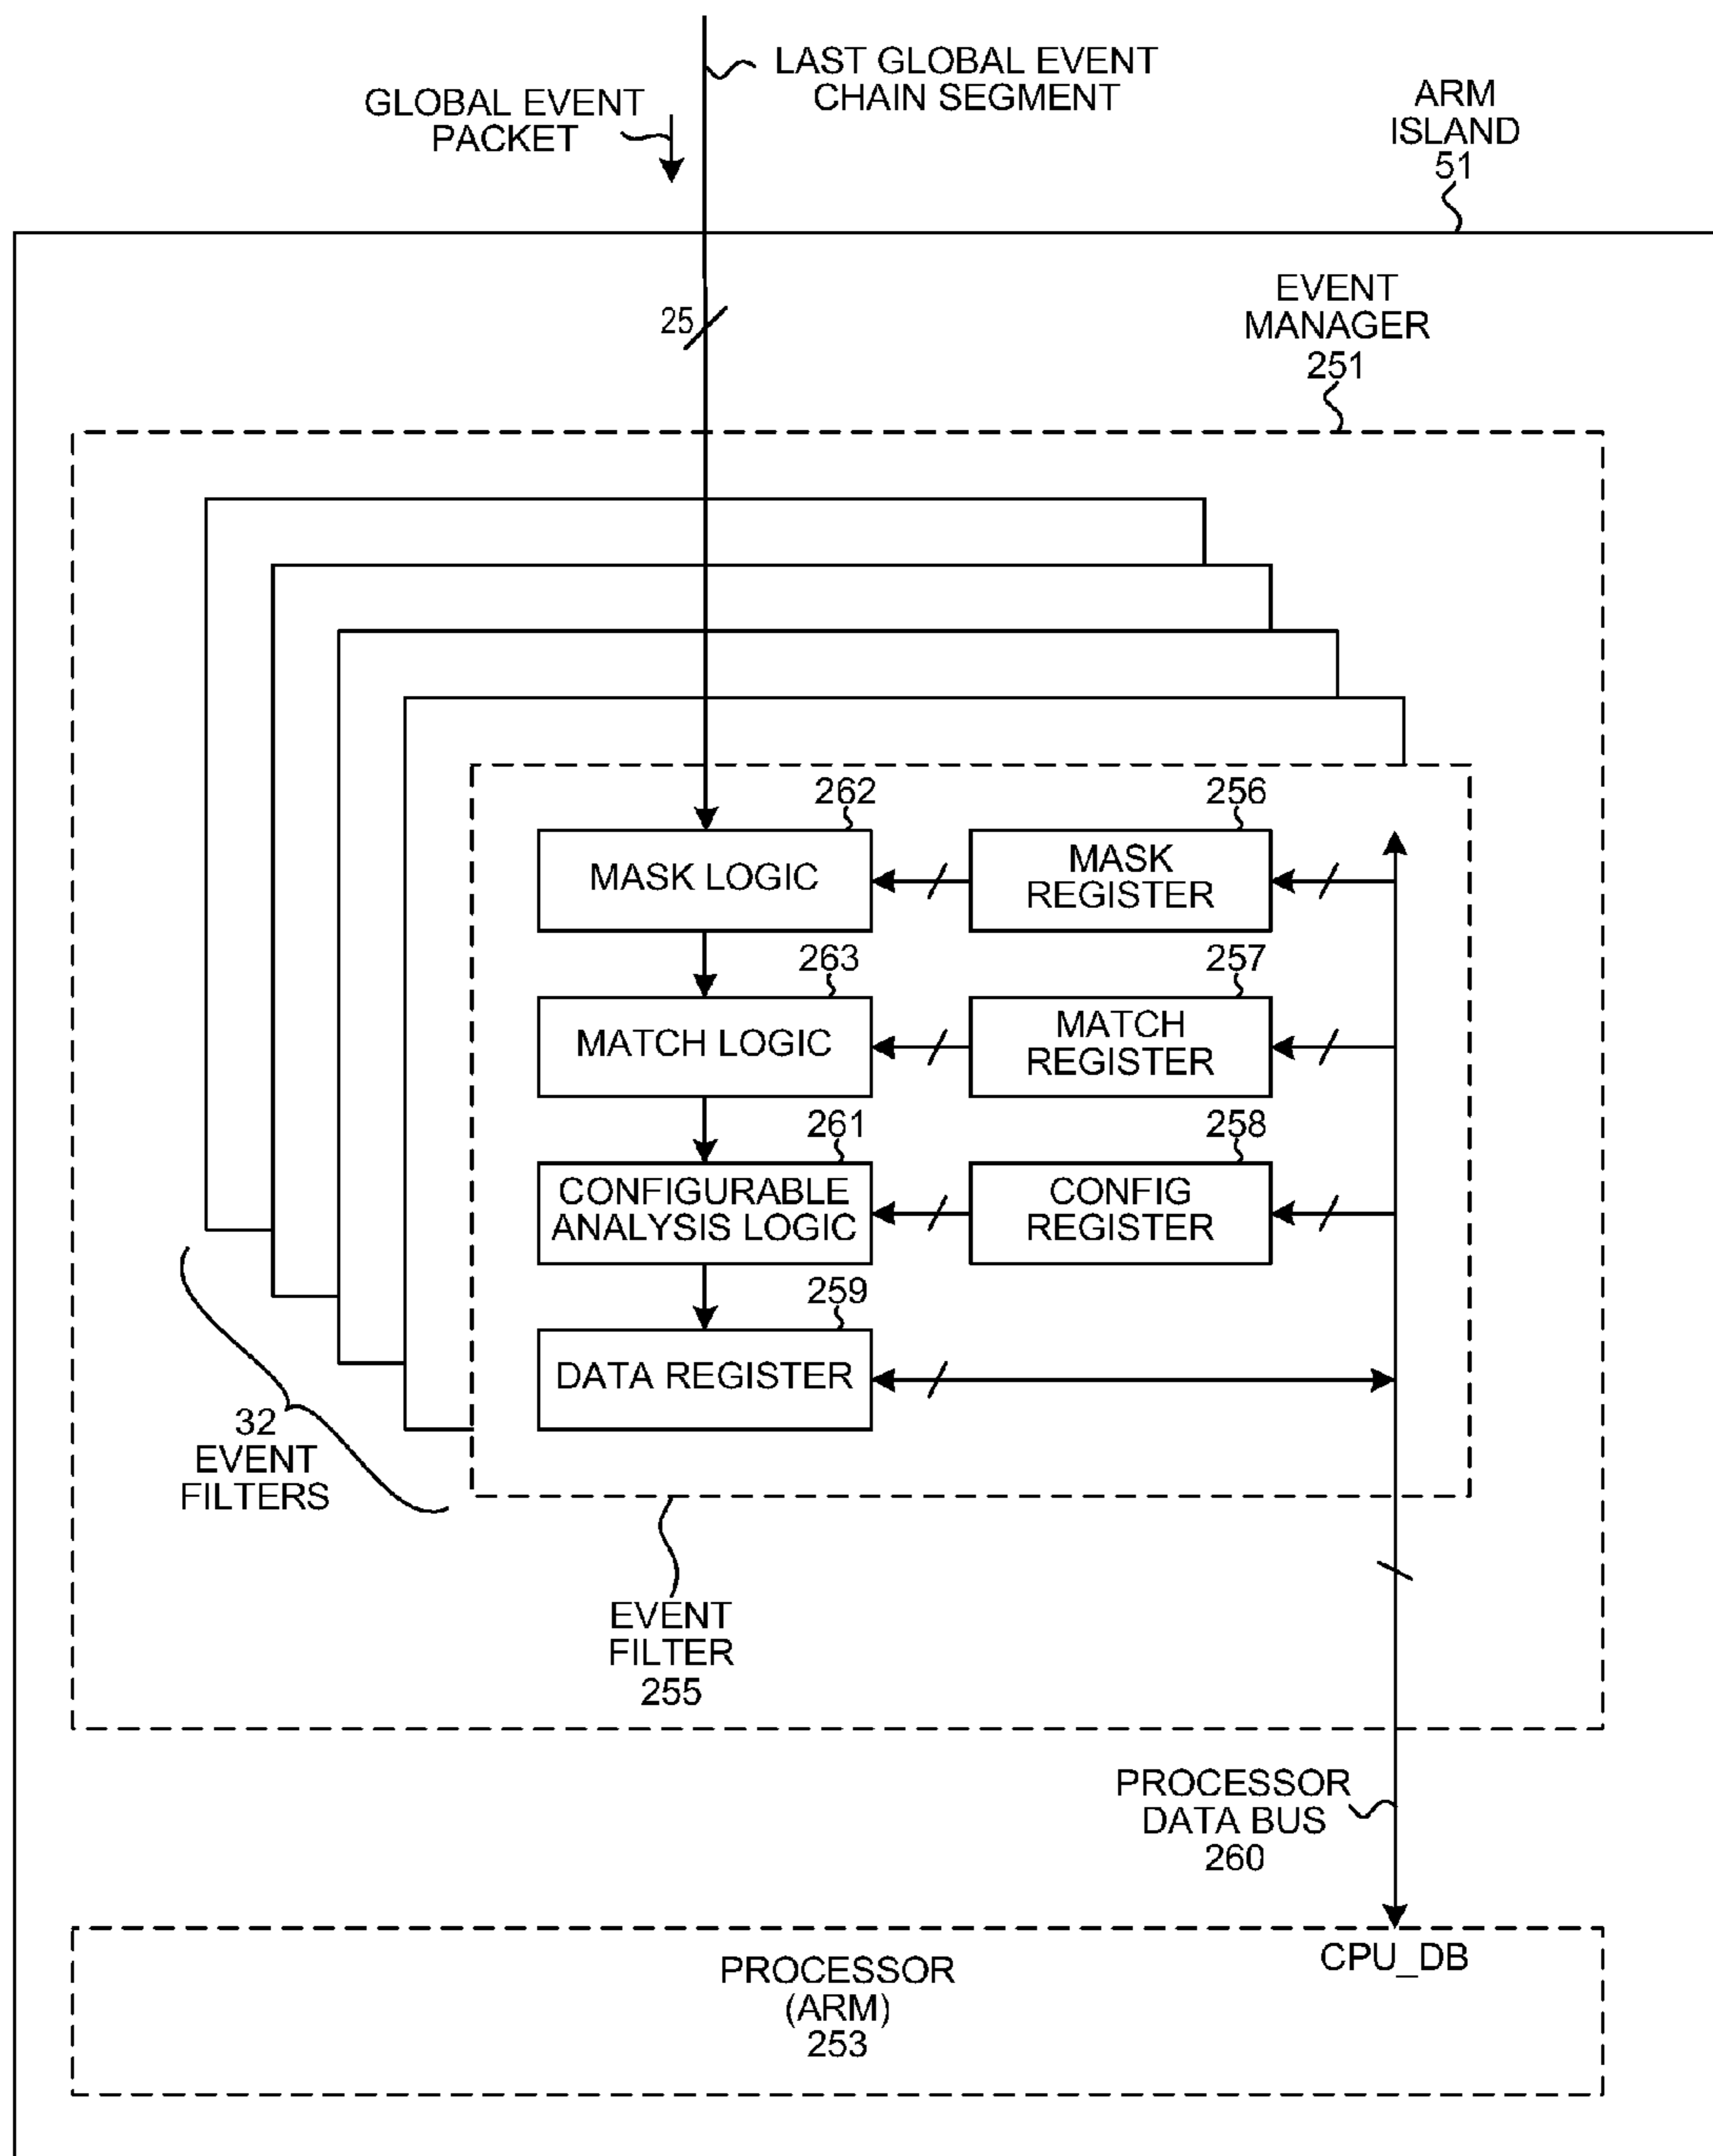 LAST GLOBAL EVENT
CHAIN SEGMENT
GLOBAL EVENT
PACKET
ARM
ISLAND
51
25
EVENT
MANAGER
251
262
256
MASK LOGIC
MASK
REGISTER
263
257
MATCH LOGIC
MATCH
REGISTER
261
258
CONFIGURABLE
ANALYSIS LOGIC
CONFIG
REGISTER
259
DATA REGISTER
32
EVENT
FILTERS
EVENT
FILTER
255
PROCESSOR
DATA BUS
260
CPU_DB
PROCESSOR
(ARM)
253